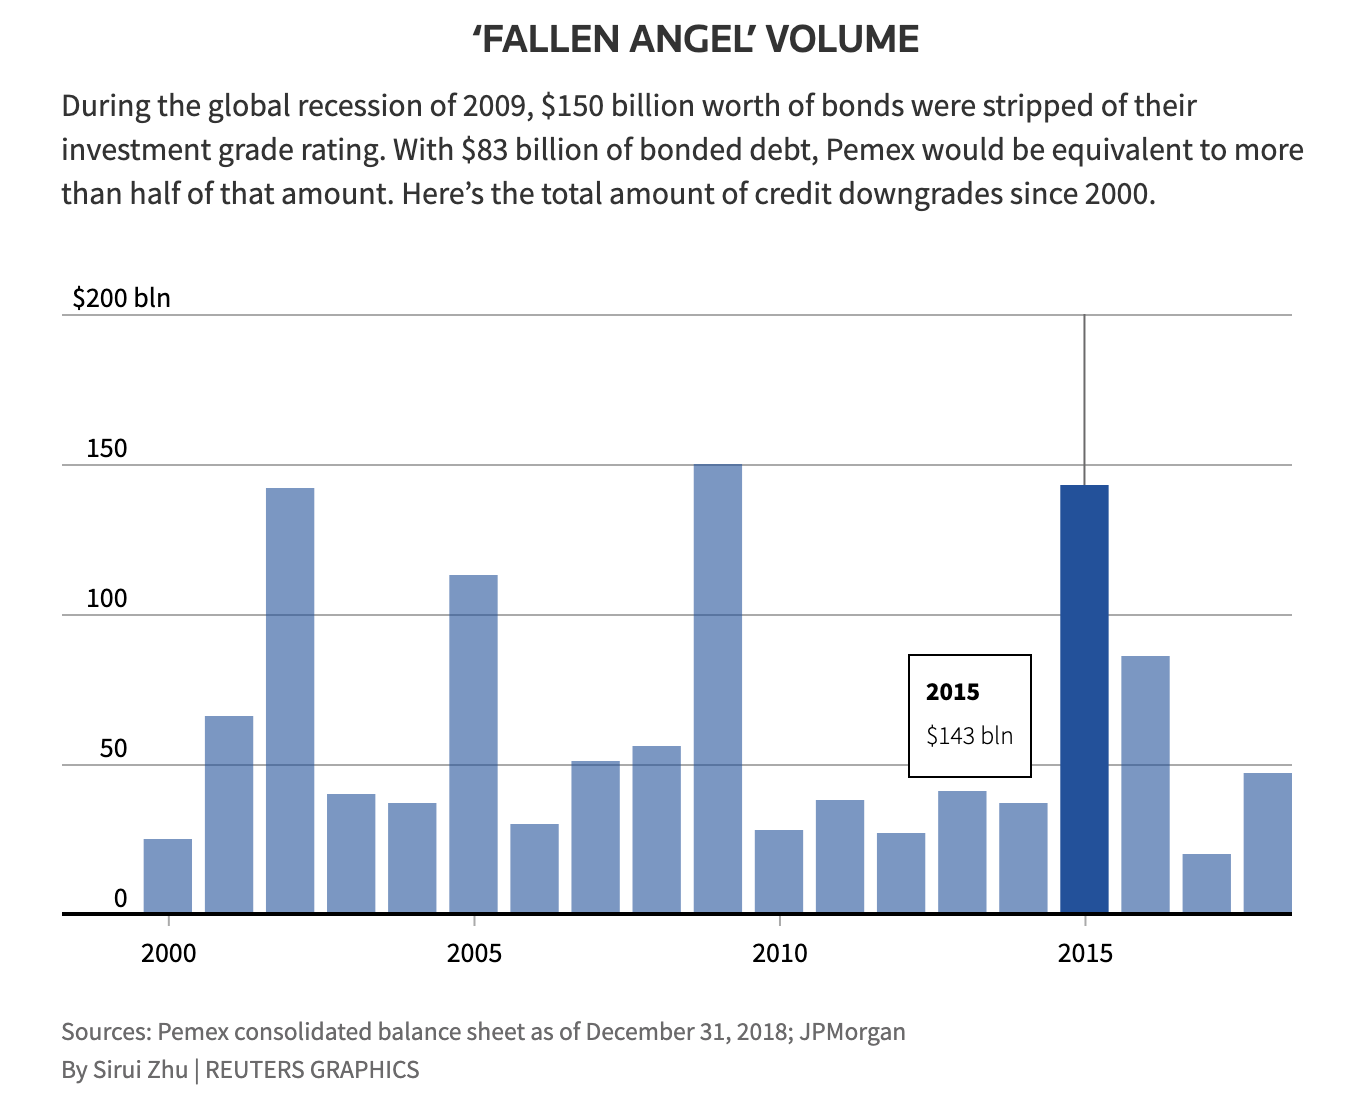 ‘FALLEN ANGEL’ VOLUME
During the global recession of 2009, $150 billion worth of bonds were stripped of their
investment grade rating. With $83 billion of bonded debt, Pemex would be equivalent to more
than half of that amount. Here’s the total amount of credit downgrades since 2000.
$200 bln
150
100
50
0
2015
$143 bln
2000 2005 2010 2015
Sources: Pemex consolidated balance sheet as of December 31, 2018; JPMorgan
By Sirui Zhu | REUTERS GRAPHICS